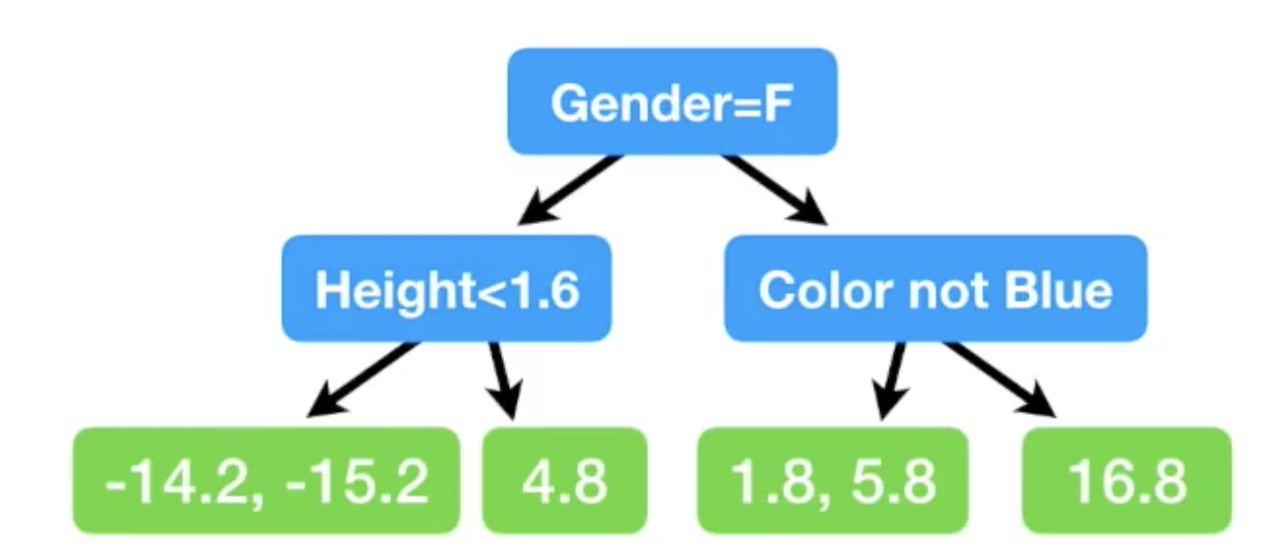 Gender=F
Height<1.6
Color not Blue
-14.2, -15.2
4.8
1.8, 5.8
16.8